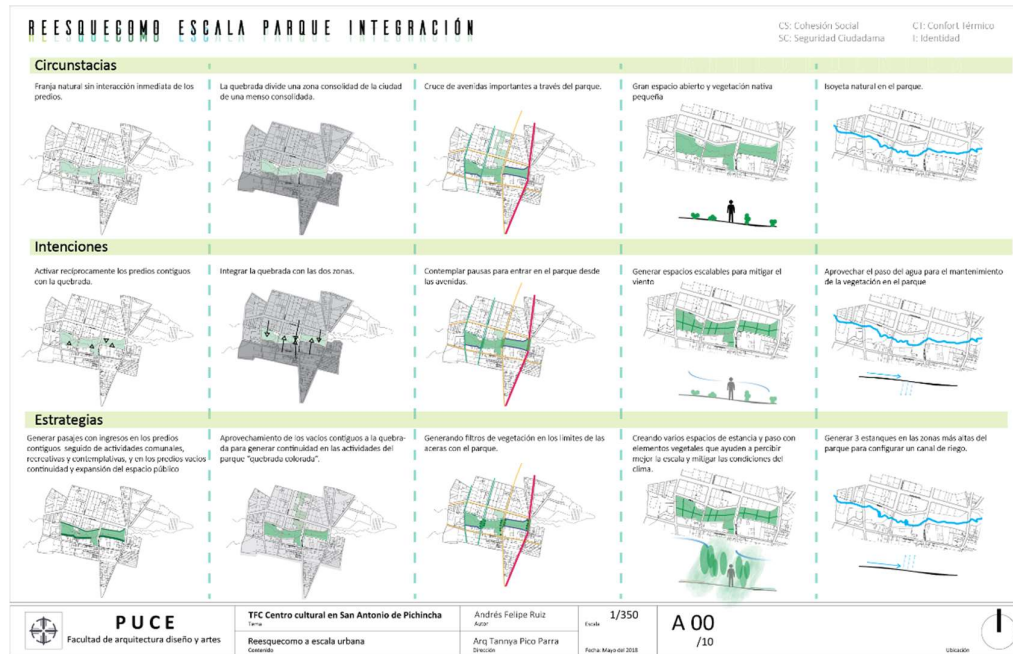 REESQUECOMO ESCALA PARQUE INTEGRACIÓN
CS: Cohesión Social
CT: Confort Térmico
SC: Seguridad Ciudadama
I: Identidad
Circunstacias
Franja natural sin interacción inmediata de los
predios.
La quebrada divide una zona consolidad de la ciudad
de una menso consolidada.
Cruce de avenidas importantes a través del parque.
Gran espacio abierto y vegetación nativa
pequeña
Isoyeta natural en el parque.
Intenciones
Activar recíprocamente los predios contiguos
con la quebrada.
Integrar la quebrada con las dos zonas.
Contemplar pausas para entrar en el parque desde
las avenidas.
Generar espacios escalables para mitigar el
viento
Aprovechar el paso del agua para el mantenimiento
de la vegetación en el parque
Estrategias
Generar pasajes con ingresos en los predios
contiguos seguido de actividades comunales,
recreativas y contemplativas, y en los predios vacios
continuidad y expansión del espacio público
Aprovechamiento de los vacíos contiguos a la quebra-
da para generar continuidad en las actividades del
parque "quebrada colorada".
Generando filtros de vegetación en los limites de las
aceras con el parque.
Creando varios espacios de estancia y paso con
elementos vegetales que ayuden a percibir
mejor la escala y mitigar las condiciones del
clima.
Generar 3 estanques en las zonas más altas del
parque para configurar un canal de riego.
PUCE
Facultad de arquitectura diseño y artes
TFC Centro cultural en San Antonio de Pichincha
Tema
Reesquecomo a escala urbana
Contenido
Andrés Felipe Ruiz
Autor
Arq Tannya Pico Parra
Dirección
1/350
Escala
Fecha: Mayo del 2018
A 00
/10
Ubicación